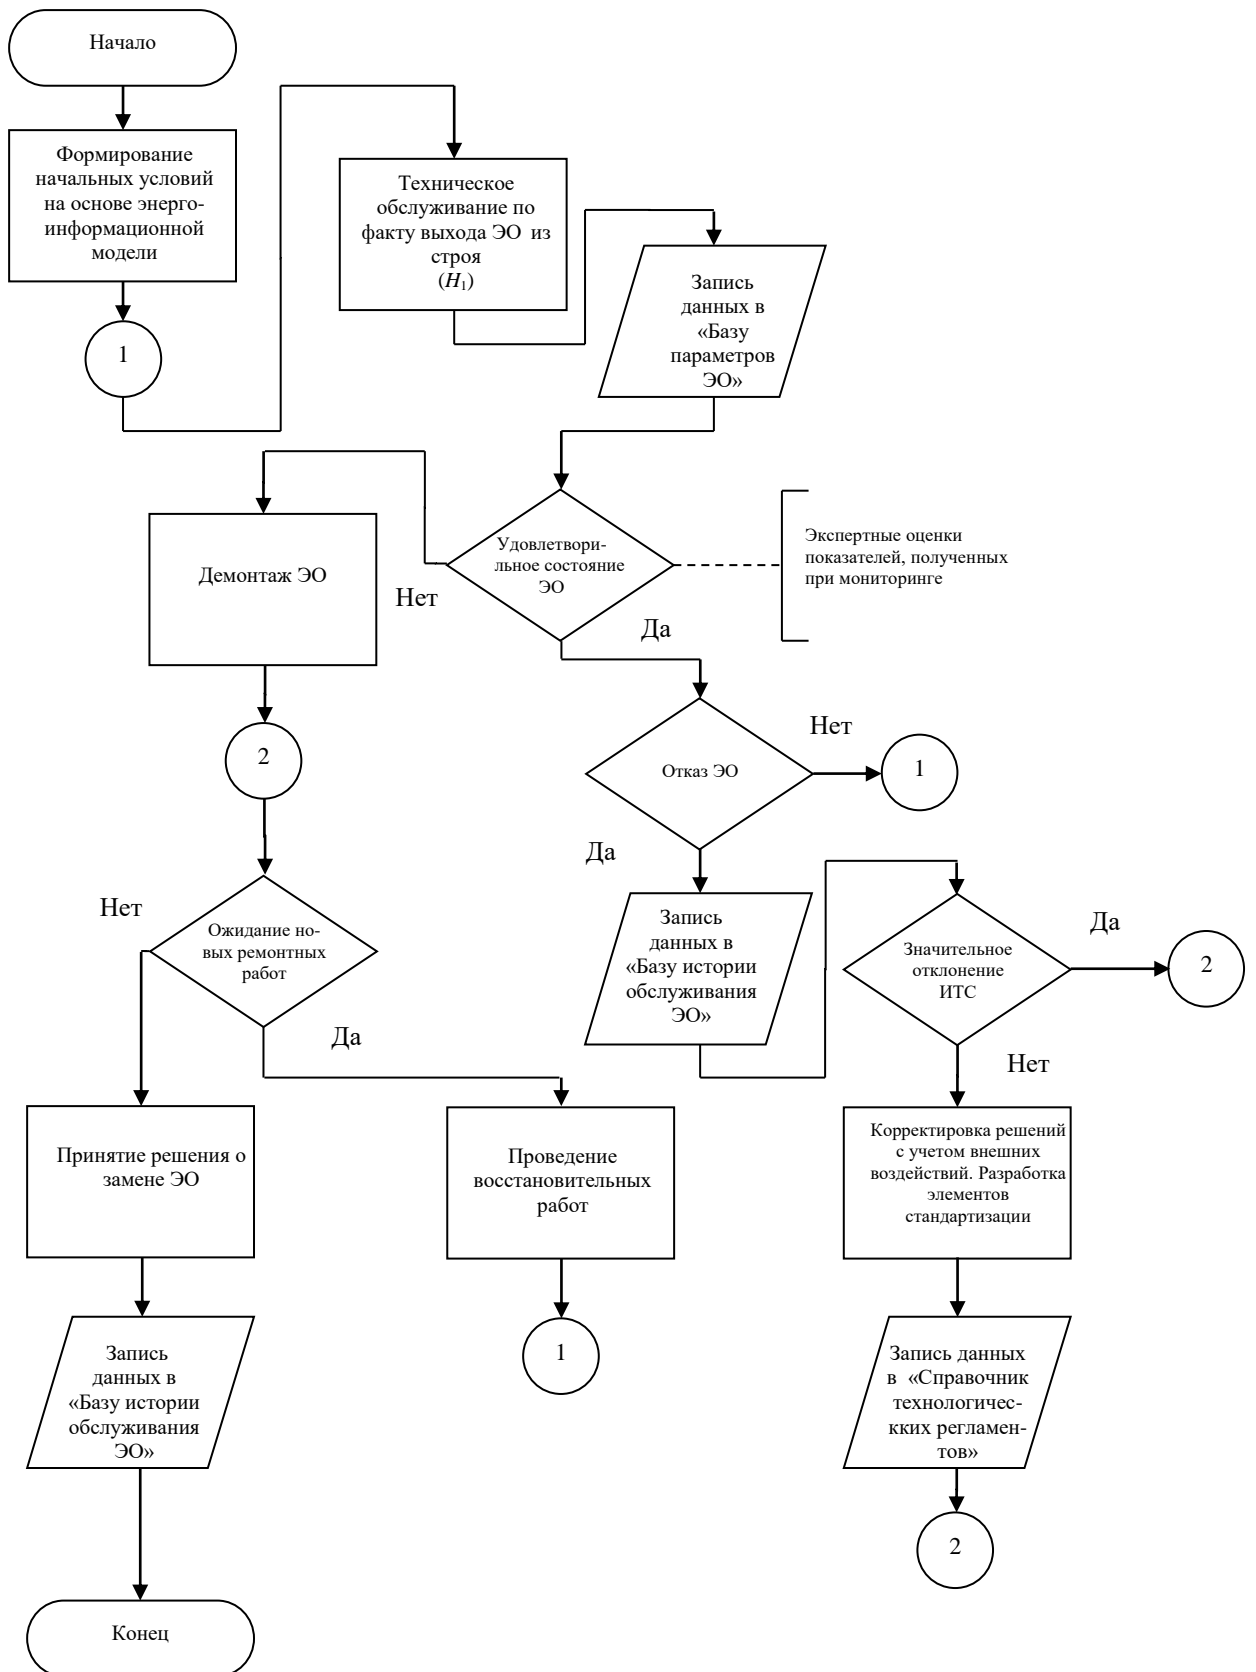 Начало
Формирование
начальных условий
на основе энерго-
информационной
модели
1
Техническое
обслуживание по
факту выхода ЭО из
строя
(H1)
Запись
данных в
«Базу
параметров
ЭО»
Удовлетвори-
ильное состояние
ЭО
Экспертные оценки
показателей, полученных
при мониторинге
Нет
Да
Демонтаж ЭО
2
Отказ ЭО
Нет
1
Да
Запись
данных в
«Базу истории
обслуживания
ЭО»
Значительное
отклонение
ИТС
Да
2
Нет
Ожидание но-
вых ремонтных
работ
Нет
Да
Принятие решения о
замене ЭО
Проведение
восстановительных
работ
1
Корректировка решений
с учетом внешних
воздействий. Разработка
элементов
стандартизации
Запись
данных в
«Базу истории
обслуживания
ЭО»
Запись данных
в «Справочник
технологичес-
кких регламен-
тов»
2
Конец